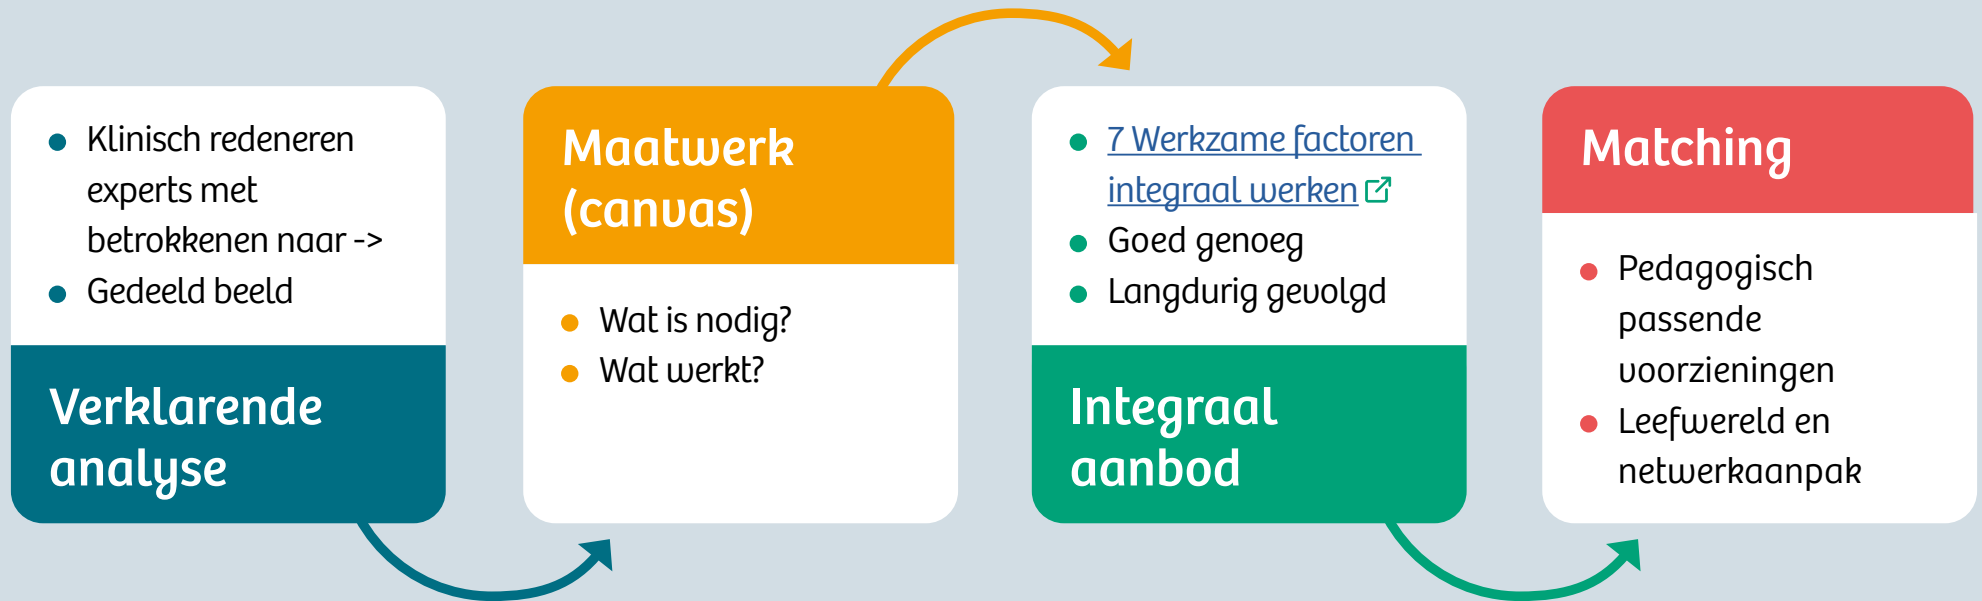 Klinisch redeneren
experts met
betrokkenen naar ->
Gedeeld beeld
Verklarende
analyse
Maatwerk
(canvas)
Wat is nodig?
Wat werkt?
7 Werkzame factoren
integraal werken
Goed genoeg
Langdurig gevolgd
Integraal
aanbod
Matching
Pedagogisch
passende
voorzieningen
Leefwereld en
netwerkaanpak